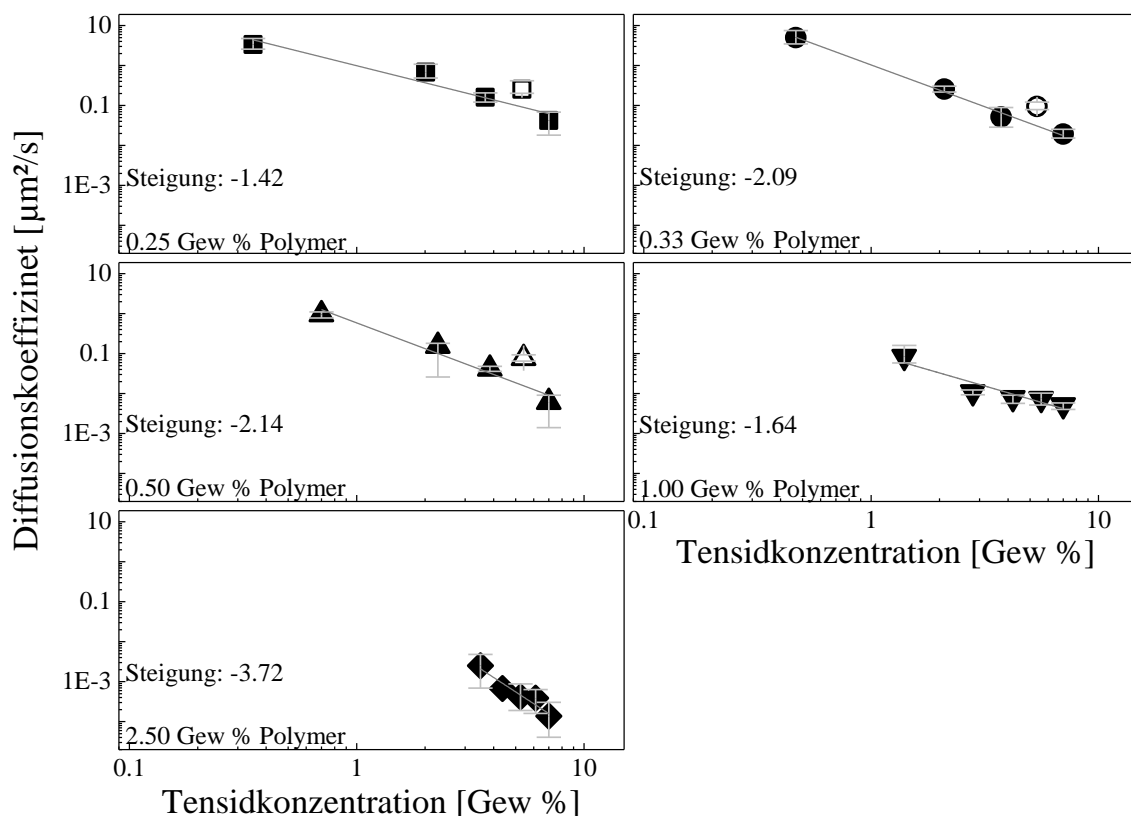 Diffusionskoeffizinet [µm²/s]
10
0.1
1E-3
Steigung: -1.42
0.25 Gew % Polymer
Steigung: -2.09
0.33 Gew % Polymer
10
0.1
1E-3
Steigung: -2.14
0.50 Gew % Polymer
Steigung: -1.64
1.00 Gew % Polymer
0.1 1 10
Tensidkonzentration [Gew %]
10
0.1
1E-3
Steigung: -3.72
2.50 Gew % Polymer
0.1 1 10
Tensidkonzentration [Gew %]